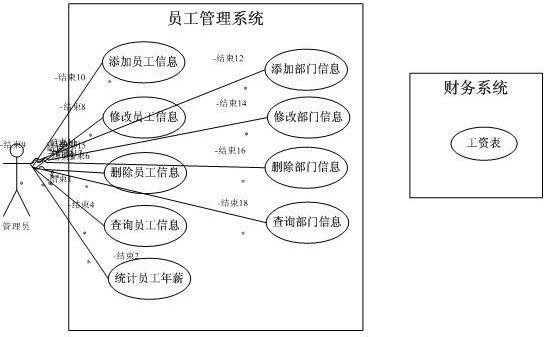 员工管理系统
-结束10
添加员工信息
-结束12
添加部门信息
-结束8
修改员工信息
-结束14
修改部门信息
-结束9
删除员工信息
-结束16
删除部门信息
管理员
-结束4
查询员工信息
-结束18
查询部门信息
-结束2
统计员工年薪
财务系统
工资表